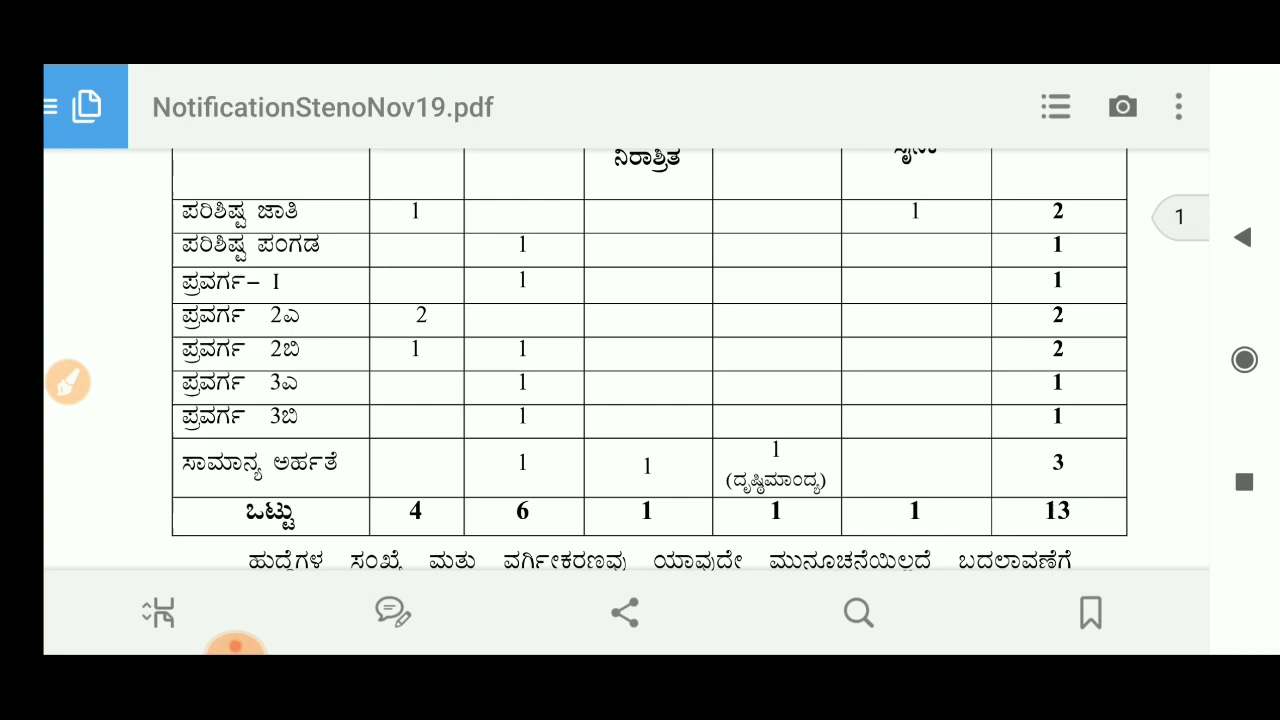 NotificationStenoNov19.pdf
ನಿರಾಶ್ರಿತ
ಪರಿಶಿಷ್ಟ ಜಾತಿ 1 1 2
1
ಪರಿಶಿಷ್ಟ ಪಂಗಡ 1 1
ಪ್ರವರ್ಗ– I 1 1
ಪ್ರವರ್ಗ 2ಎ 2 2
ಪ್ರವರ್ಗ 2ಬಿ 1 1 2
ಪ್ರವರ್ಗ 3ಎ 1 1
ಪ್ರವರ್ಗ 3ಬಿ 1 1
ಸಾಮಾನ್ಯ ಅರ್ಹತೆ 1 1 1 (ದೃಷ್ಠಿಮಾಂದ್ಯ) 3
ಒಟ್ಟು 4 6 1 1 1 13
ಹುದ್ದೆಗಳ ಸಂಖ್ಯೆ ಮತ್ತು ವರ್ಗೀಕರಣವು ಯಾವುದೇ ಮುನ್ಸೂಚನೆಯಿಲ್ಲದೆ ಬದಲಾವಣೆಗೆ